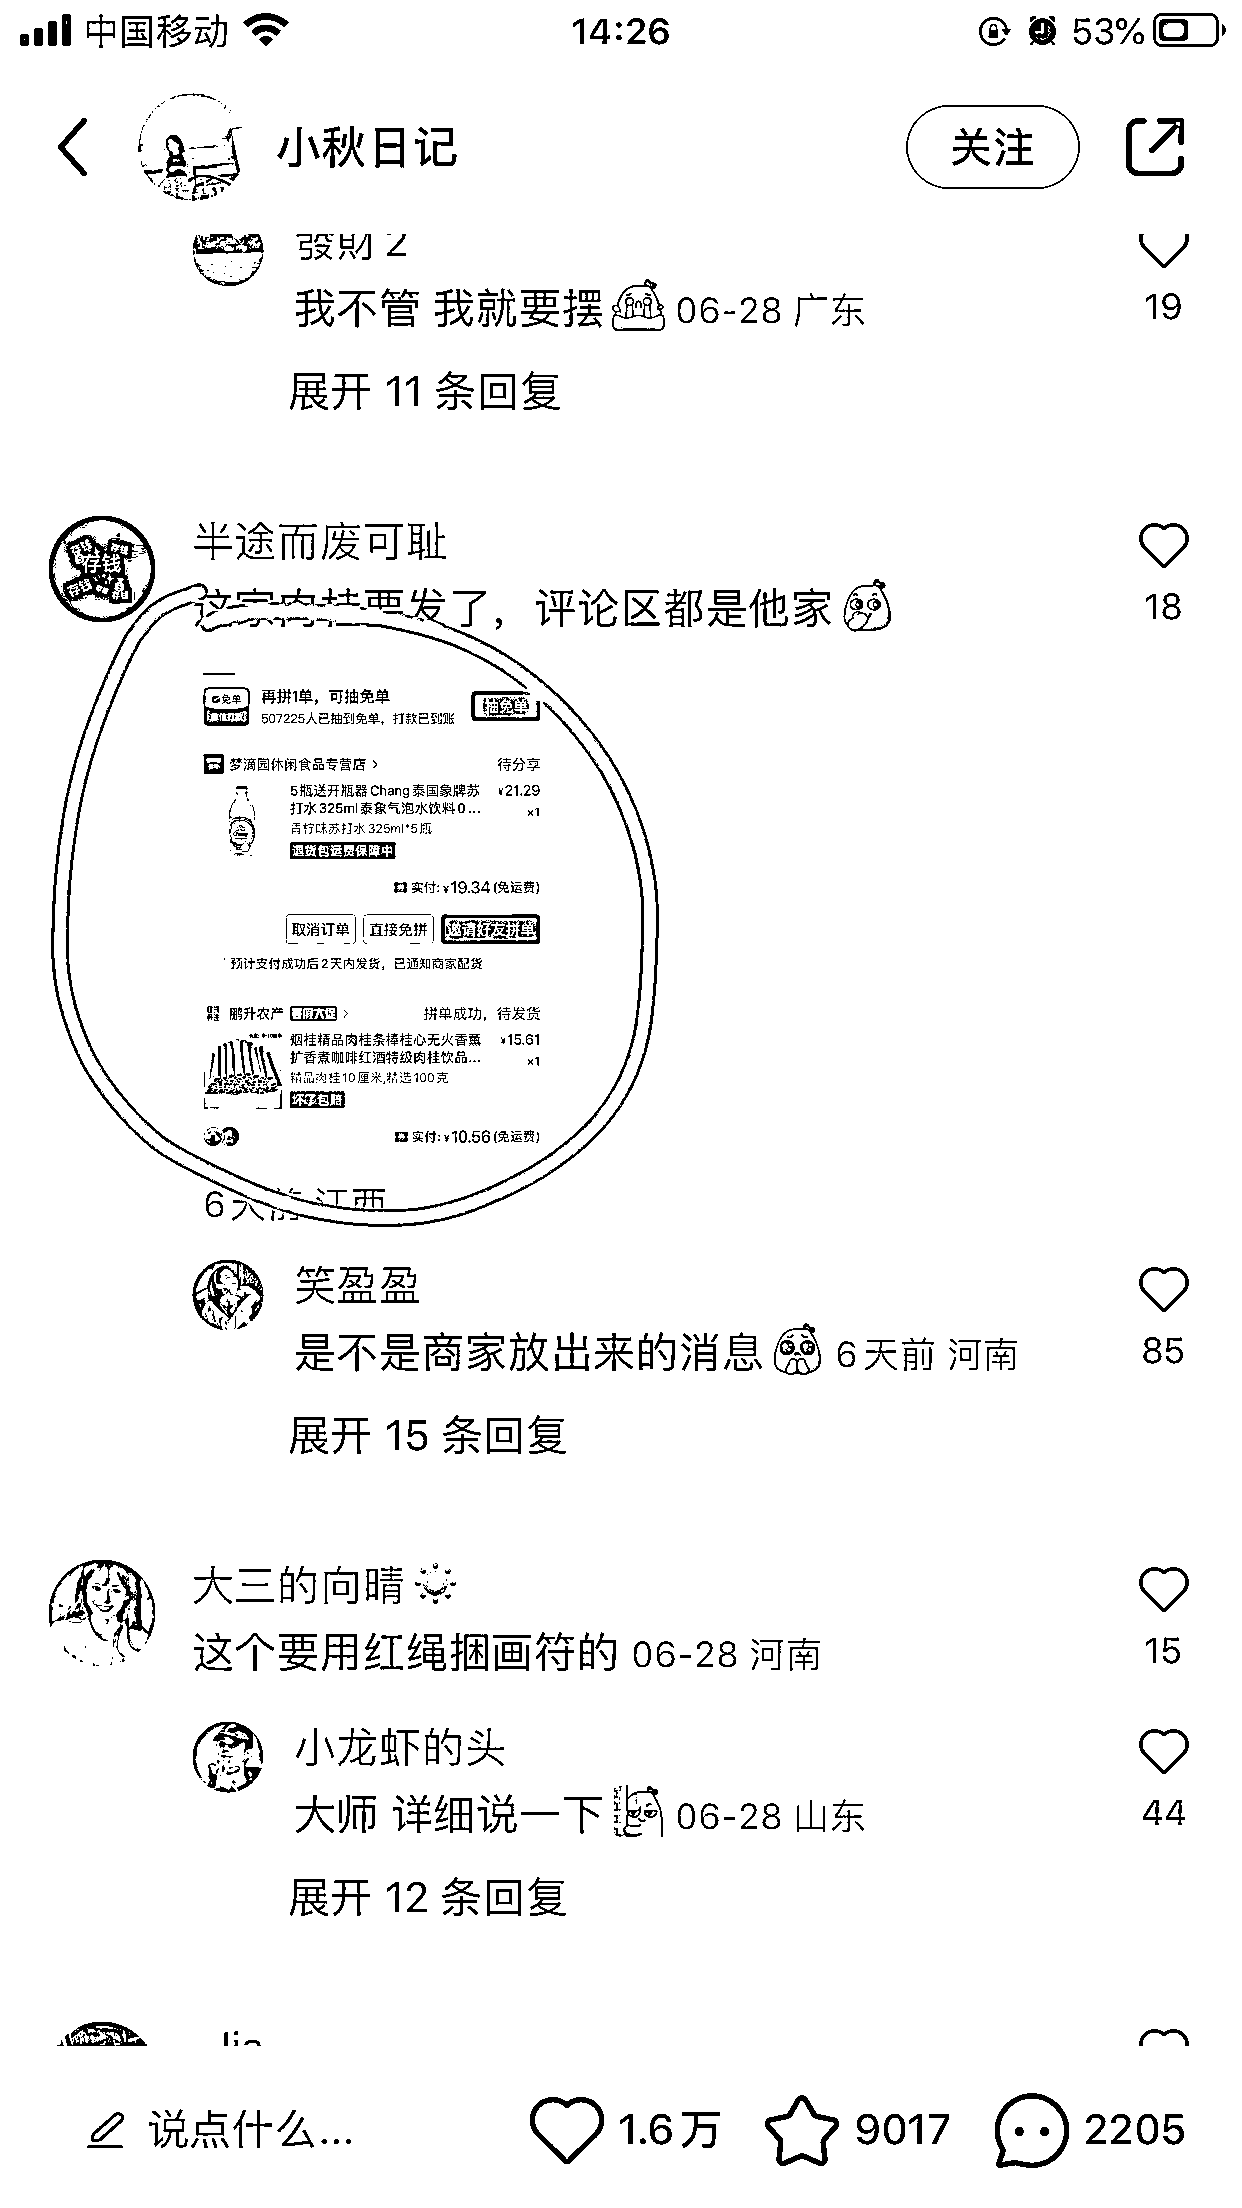 中国移动 14:26 53%
小秋日记 关注
發財 2
我不管 我就要摆 06-28 广东 19
展开 11 条回复
半途而废可耻
这家肉桂要发了，评论区都是他家 18
免单 再拼1单，可抽免单 抽免单
507225人已抽到免单，打款已到账
梦滴园休闲食品专营店 > 待分享
5瓶送开瓶器Chang泰国象牌苏 ¥21.29
打水325ml泰象气泡水饮料0... ×1
青柠味苏打水325ml*5瓶
退货包运费保障中
实付:¥19.34(免运费)
取消订单 直接免拼 邀请好友拼单
预计支付成功后2天内发货，已通知商家配货
鹏升农产 > 拼单成功，待发货
烟桂精品肉桂条棒桂心无火香薰 ¥15.61
扩香煮咖啡红酒特级肉桂饮品... ×1
精品肉桂10厘米,精选100克
坏了包赔
实付:¥10.56(免运费)
6天前 江西
笑盈盈
是不是商家放出来的消息 6天前 河南 85
展开 15 条回复
大三的向晴
这个要用红绳捆画符的 06-28 河南 15
小龙虾的头
大师 详细说一下 06-28 山东 44
展开 12 条回复
说点什么... 1.6万 9017 2205